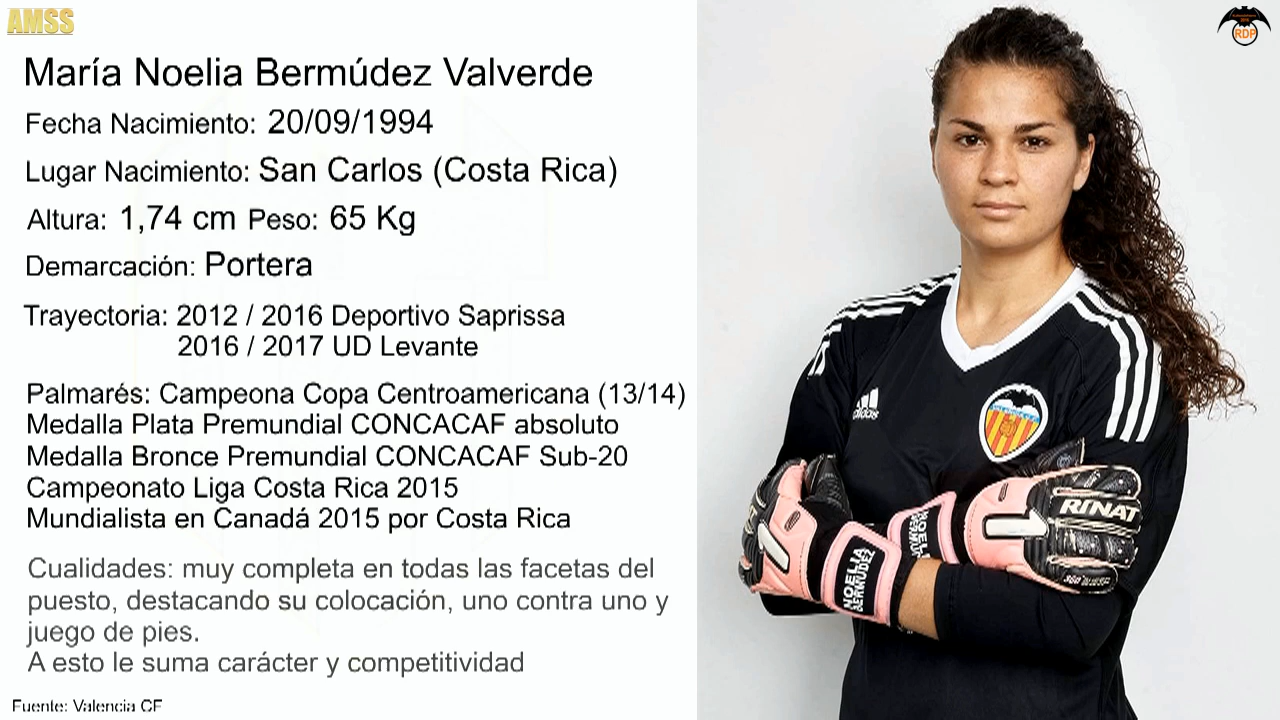 AMSS
RDP
María Noelia Bermúdez Valverde
Fecha Nacimiento: 20/09/1994
Lugar Nacimiento: San Carlos (Costa Rica)
Altura: 1,74 cm Peso: 65 Kg
Demarcación: Portera
Trayectoria: 2012 / 2016 Deportivo Saprissa
2016 / 2017 UD Levante
Palmarés: Campeona Copa Centroamericana (13/14)
Medalla Plata Premundial CONCACAF absoluto
Medalla Bronce Premundial CONCACAF Sub-20
Campeonato Liga Costa Rica 2015
Mundialista en Canadá 2015 por Costa Rica
Cualidades: muy completa en todas las facetas del
puesto, destacando su colocación, uno contra uno y
juego de pies.
A esto le suma carácter y competitividad
Fuente: Valencia CF
adidas
RINAT
NOELIA
BERMUDEZ